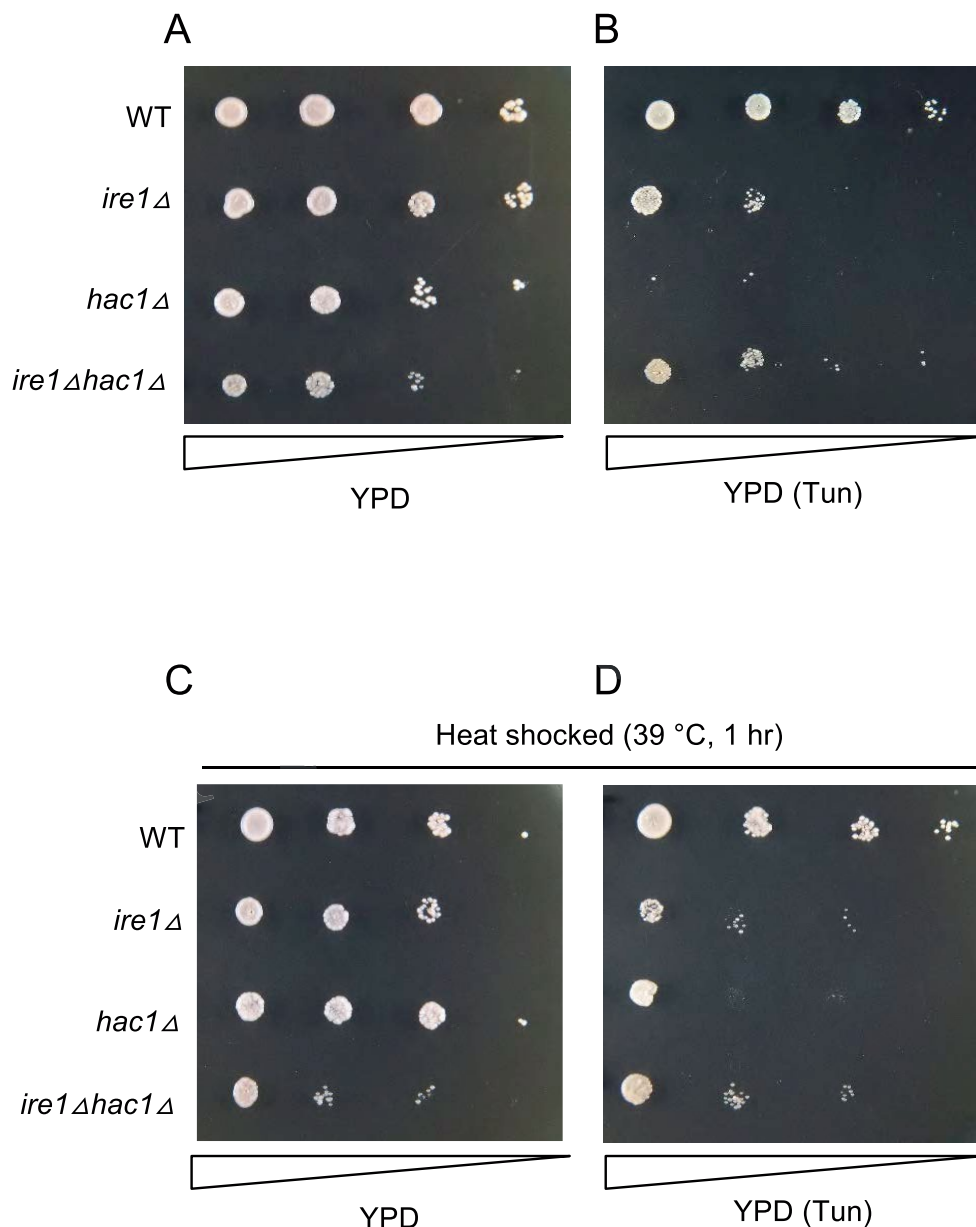 A
B
WT
ire1Δ
hac1Δ
ire1Δhac1Δ
YPD
YPD (Tun)
C
D
Heat shocked (39 °C, 1 hr)
WT
ire1Δ
hac1Δ
ire1Δhac1Δ
YPD
YPD (Tun)